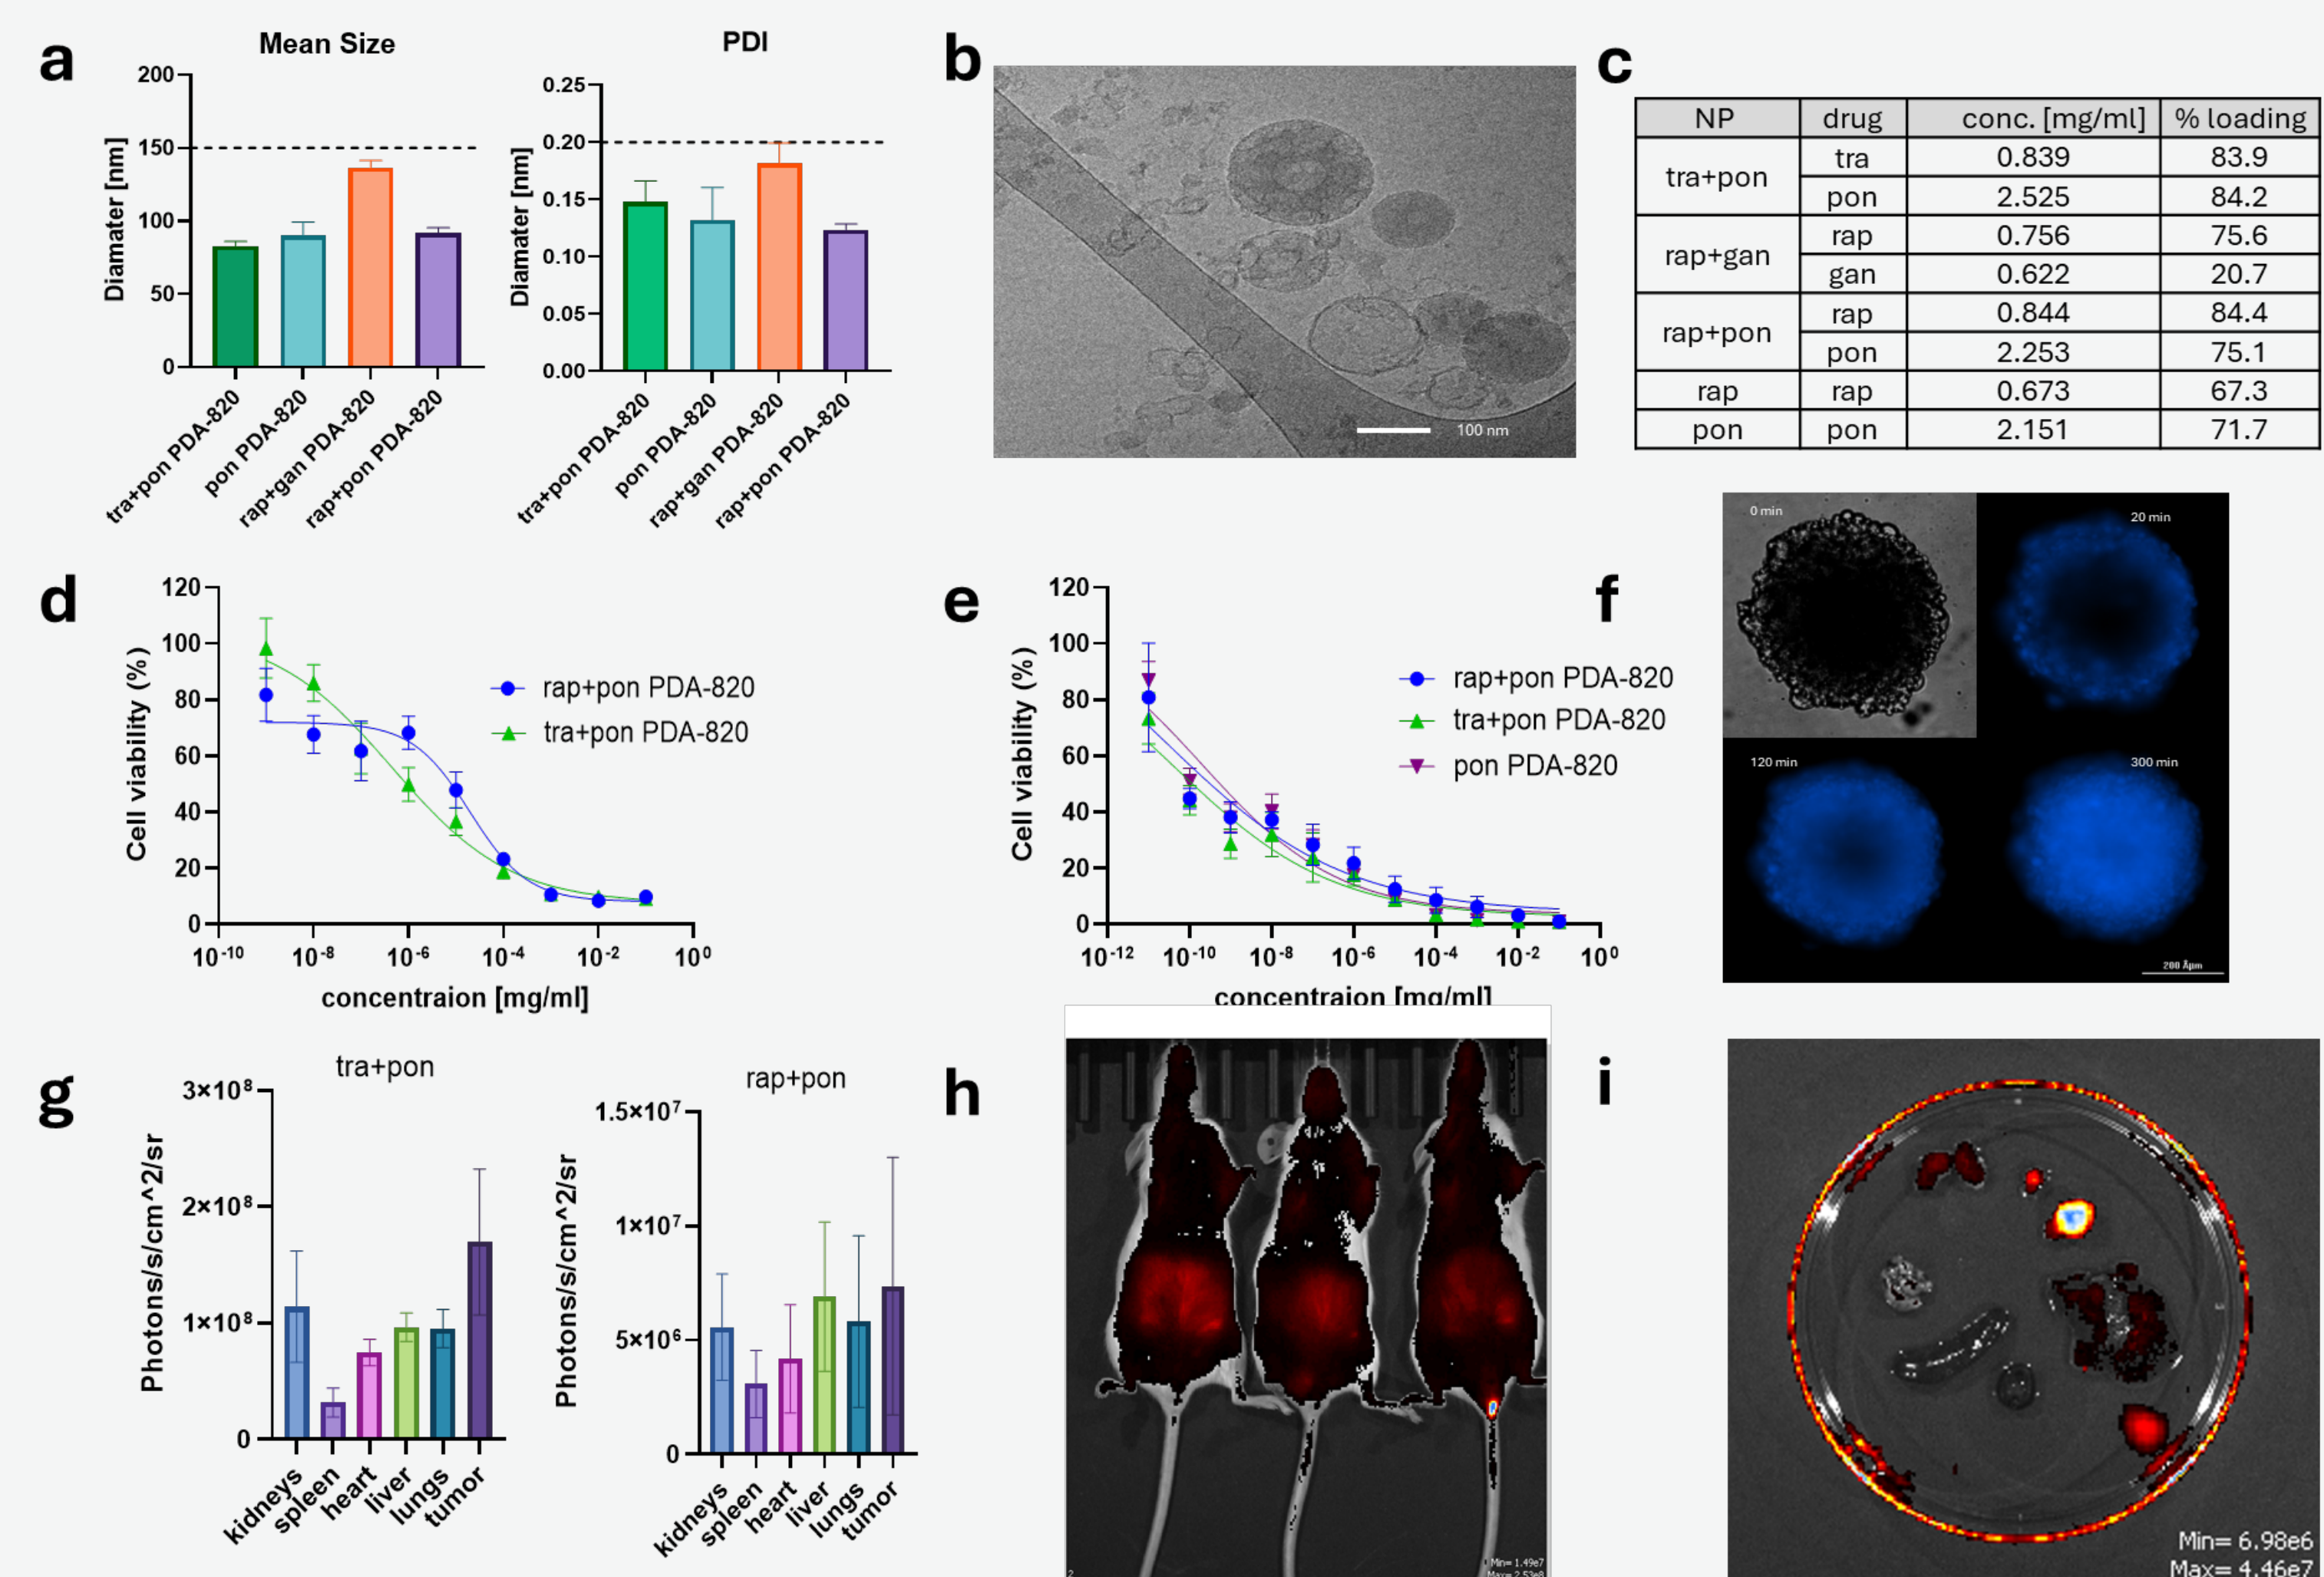 a
Mean Size
200
150
100
50
0
Diamater [nm]
tra+pon PDA-820
pon PDA-820
rap+gan PDA-820
rap+pon PDA-820
PDI
0.25
0.20
0.15
0.10
0.05
0.00
Diamater [nm]
tra+pon PDA-820
pon PDA-820
rap+gan PDA-820
rap+pon PDA-820
b
100 nm
c
NP drug conc. [mg/ml] % loading
tra+pon tra 0.839 83.9
pon 2.525 84.2
rap+gan rap 0.756 75.6
gan 0.622 20.7
rap+pon rap 0.844 84.4
pon 2.253 75.1
rap rap 0.673 67.3
pon pon 2.151 71.7
d
120
100
80
60
40
20
0
Cell viability (%)
rap+pon PDA-820
tra+pon PDA-820
10⁻¹⁰ 10⁻⁸ 10⁻⁶ 10⁻⁴ 10⁻² 10⁰
concentraion [mg/ml]
e
120
100
80
60
40
20
0
Cell viability (%)
rap+pon PDA-820
tra+pon PDA-820
pon PDA-820
10⁻¹² 10⁻¹⁰ 10⁻⁸ 10⁻⁶ 10⁻⁴ 10⁻² 10⁰
concentraion [mg/ml]
f
0 min
20 min
120 min
300 min
200 Âµm
g
tra+pon
3×10⁸
2×10⁸
1×10⁸
0
Photons/s/cm^2/sr
kidneys
spleen
heart
liver
lungs
tumor
rap+pon
1.5×10⁷
1×10⁷
5×10⁶
0
Photons/s/cm^2/sr
kidneys
spleen
heart
liver
lungs
tumor
h
2
Min= 1.49e7
Max= 2.53e8
i
Min= 6.98e6
Max= 4.46e7